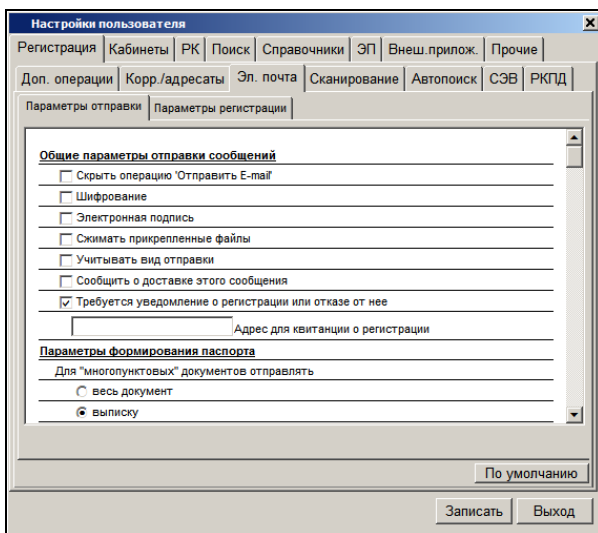 Настройки пользователя
Регистрация Кабинеты РК Поиск Справочники ЭП Внеш.прилож. Прочие
Доп. операции Корр./адресаты Эл. почта Сканирование Автопоиск СЭВ РКПД
Параметры отправки Параметры регистрации
Общие параметры отправки сообщений
Скрыть операцию 'Отправить E-mail'
Шифрование
Электронная подпись
Сжимать прикрепленные файлы
Учитывать вид отправки
Сообщить о доставке этого сообщения
Требуется уведомление о регистрации или отказе от нее
Адрес для квитанции о регистрации
Параметры формирования паспорта
Для "многопунктовых" документов отправлять
весь документ
выписку
По умолчанию
Записать Выход